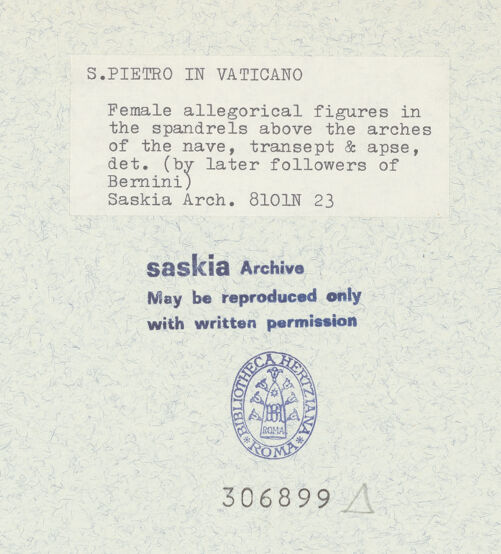 S.PIETRO IN VATICANO
Female allegorical figures in
the spandrels above the arches
of the nave, transept & apse,
det. (by later followers of
Bernini)
Saskia Arch. 8101N 23
saskia Archive
May be reproduced only
with written permission
BIBLIOTHECA HERTZIANA
ROMA
ROMA
306899